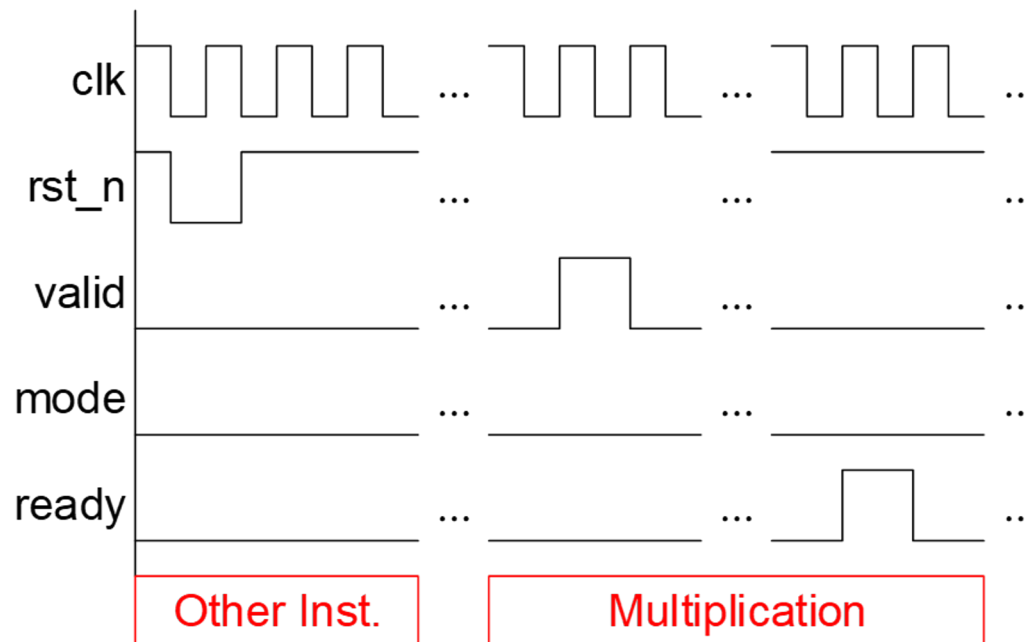 clk ... ... ..
rst_n ... ... ..
valid ... ... ..
mode ... ... ..
ready ... ... ..
Other Inst. Multiplication